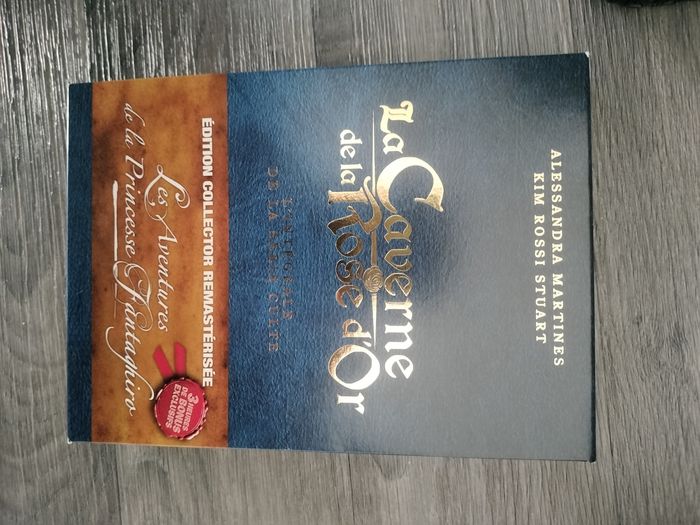 ALESSANDRA MARTINES
KIM ROSSI STUART
La Caverne
de la Rose d'Or
L'INTÉGRALE
DE LA SÉRIE CULTE
ÉDITION COLLECTOR REMASTÉRISÉE
Les Aventures
de la Princesse Fantaghiro
3 HEURES
DE BONUS
EXCLUSIFS